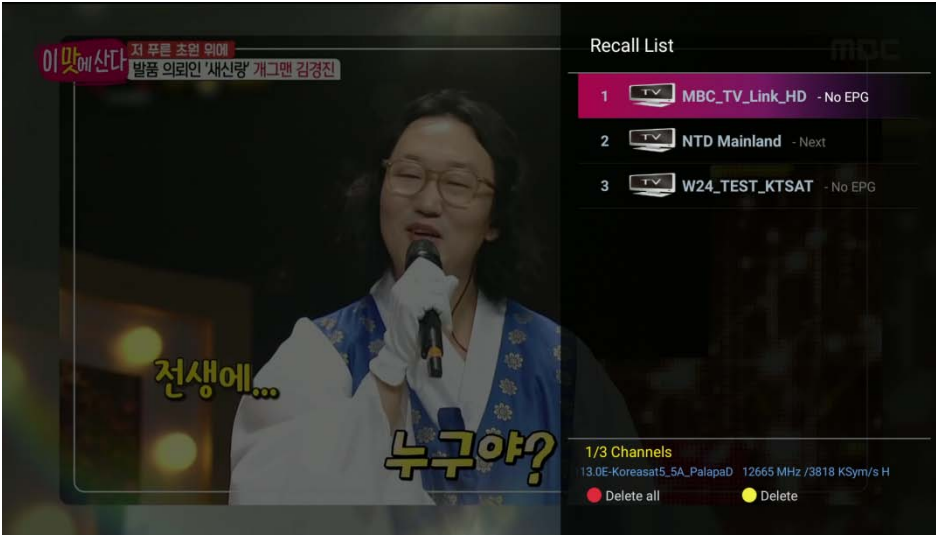 이 맛에 산다
저 푸른 초원 위에
발품 의뢰인 '새신랑' 개그맨 김경진
mbc
전생에...
누구야?
Recall List
1 TV MBC_TV_Link_HD - No EPG
2 TV NTD Mainland - Next
3 TV W24_TEST_KTSAT - No EPG
1/3 Channels
13.0E-Koreasat5_5A_PalapaD 12665 MHz /3818 KSym/s H
Delete all
Delete